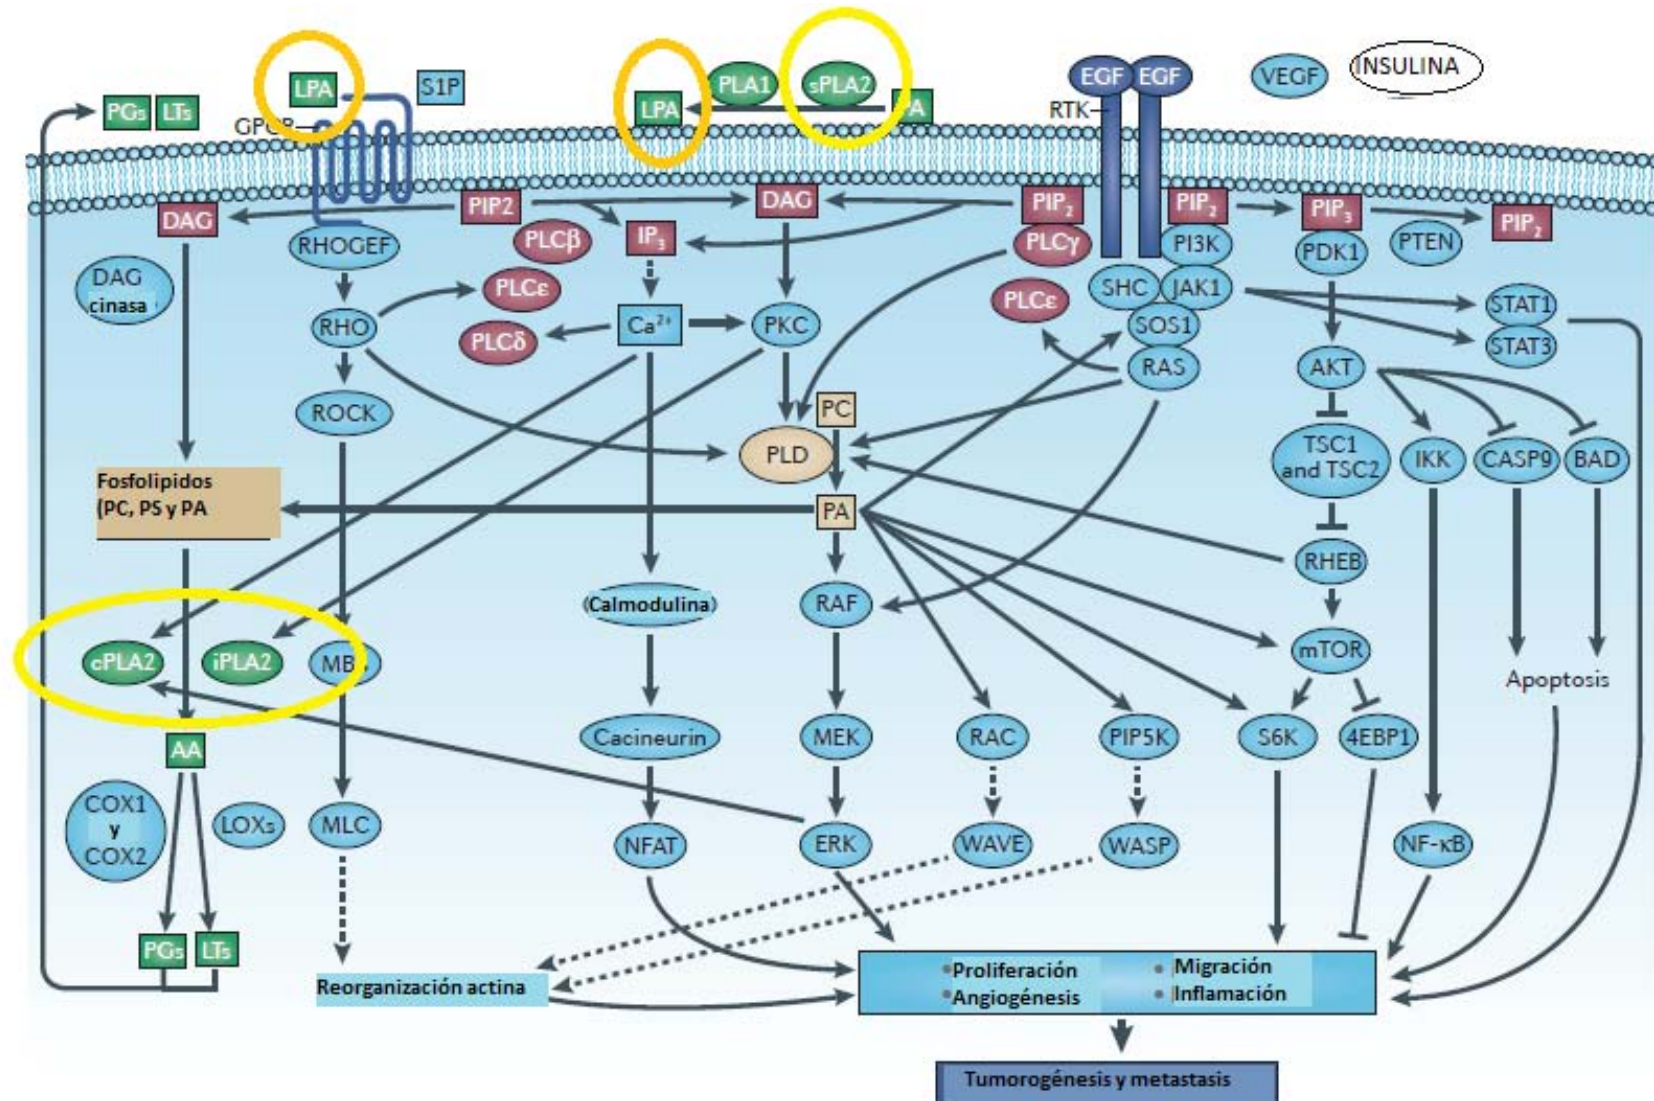 LPA
S1P
PGs
LTs
LPA
PLA1
sPLA2
EGF
EGF
VEGF
INSULINA
RTK
DAG
PIP2
DAG
PIP₂
PIP₂
PIP₃
PIP₂
RHOGEF
PLCβ
IP₃
PLCγ
PI3K
PDK1
PTEN
DAG
cinasa
PLCε
PLCε
SHC
JAK1
STAT1
RHO
Ca²⁺
PKC
SOS1
STAT3
PLCδ
RAS
AKT
ROCK
PC
PLD
TSC1
and TSC2
IKK
CASP9
BAD
Fosfolipidos
(PC, PS y PA
PA
RHEB
(Calmodulina)
RAF
cPLA2
iPLA2
mTOR
Apoptosis
AA
Cacineurin
MEK
RAC
PIP5K
S6K
4EBP1
COX1
y
COX2
LOXs
MLC
NFAT
ERK
WAVE
WASP
NF-κB
PGs
LTs
Reorganización actina
•Proliferación
• Migración
•Angiogénesis
• Inflamación
Tumorogénesis y metastasis